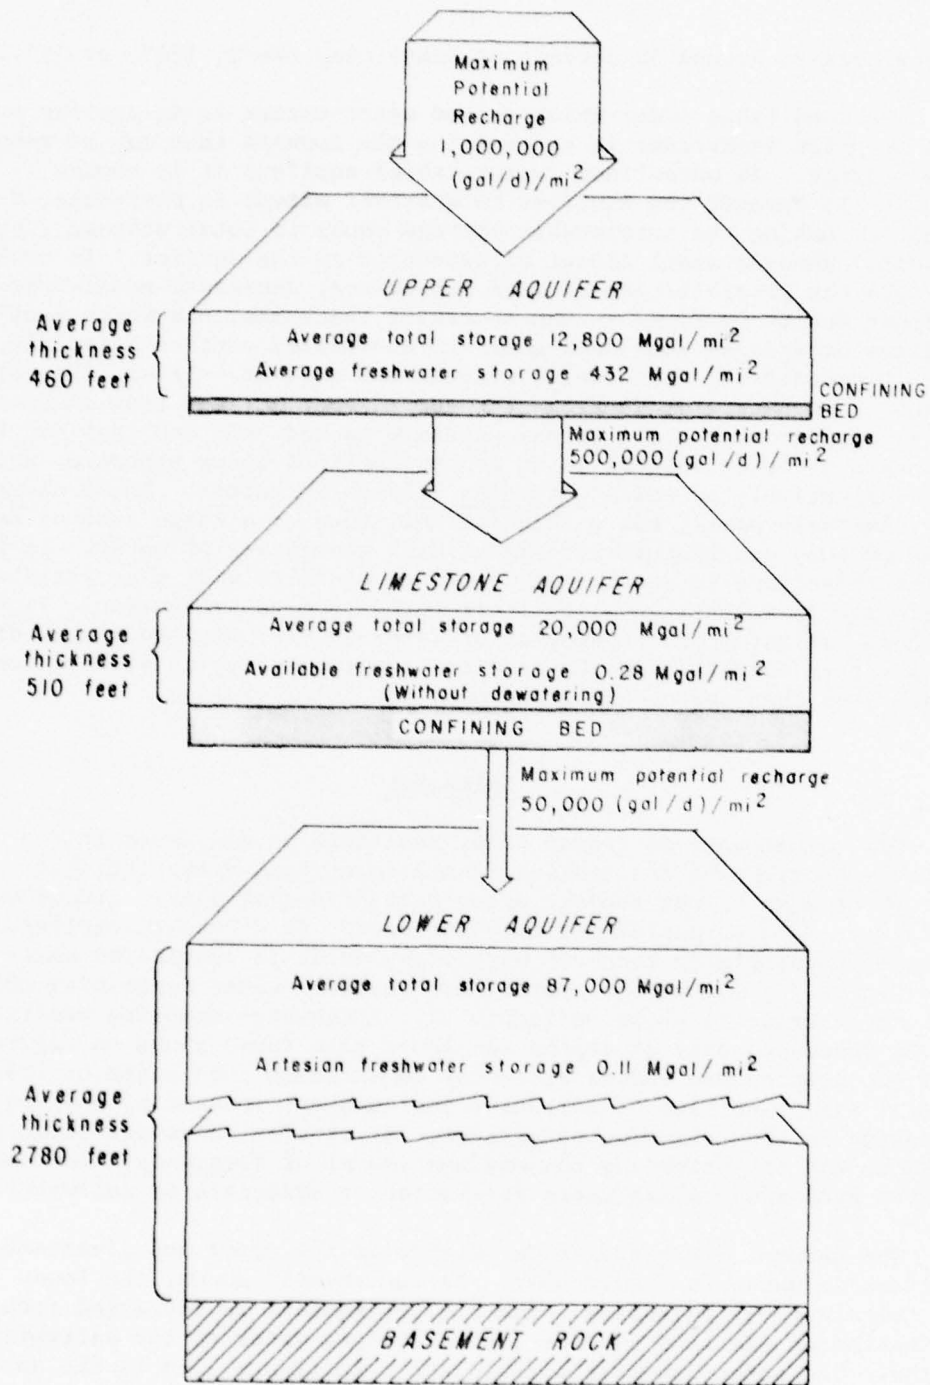 Maximum
Potential
Recharge
1,000,000
(gal/d)/mi²
UPPER AQUIFER
Average
thickness
460 feet
Average total storage 12,800 Mgal/mi²
Average freshwater storage 432 Mgal/mi²
CONFINING
BED
Maximum potential recharge
500,000 (gal/d)/mi²
LIMESTONE AQUIFER
Average
thickness
510 feet
Average total storage 20,000 Mgal/mi²
Available freshwater storage 0.28 Mgal/mi²
(Without dewatering)
CONFINING BED
Maximum potential recharge
50,000 (gal/d)/mi²
LOWER AQUIFER
Average total storage 87,000 Mgal/mi²
Artesian freshwater storage 0.11 Mgal/mi²
Average
thickness
2780 feet
BASEMENT ROCK